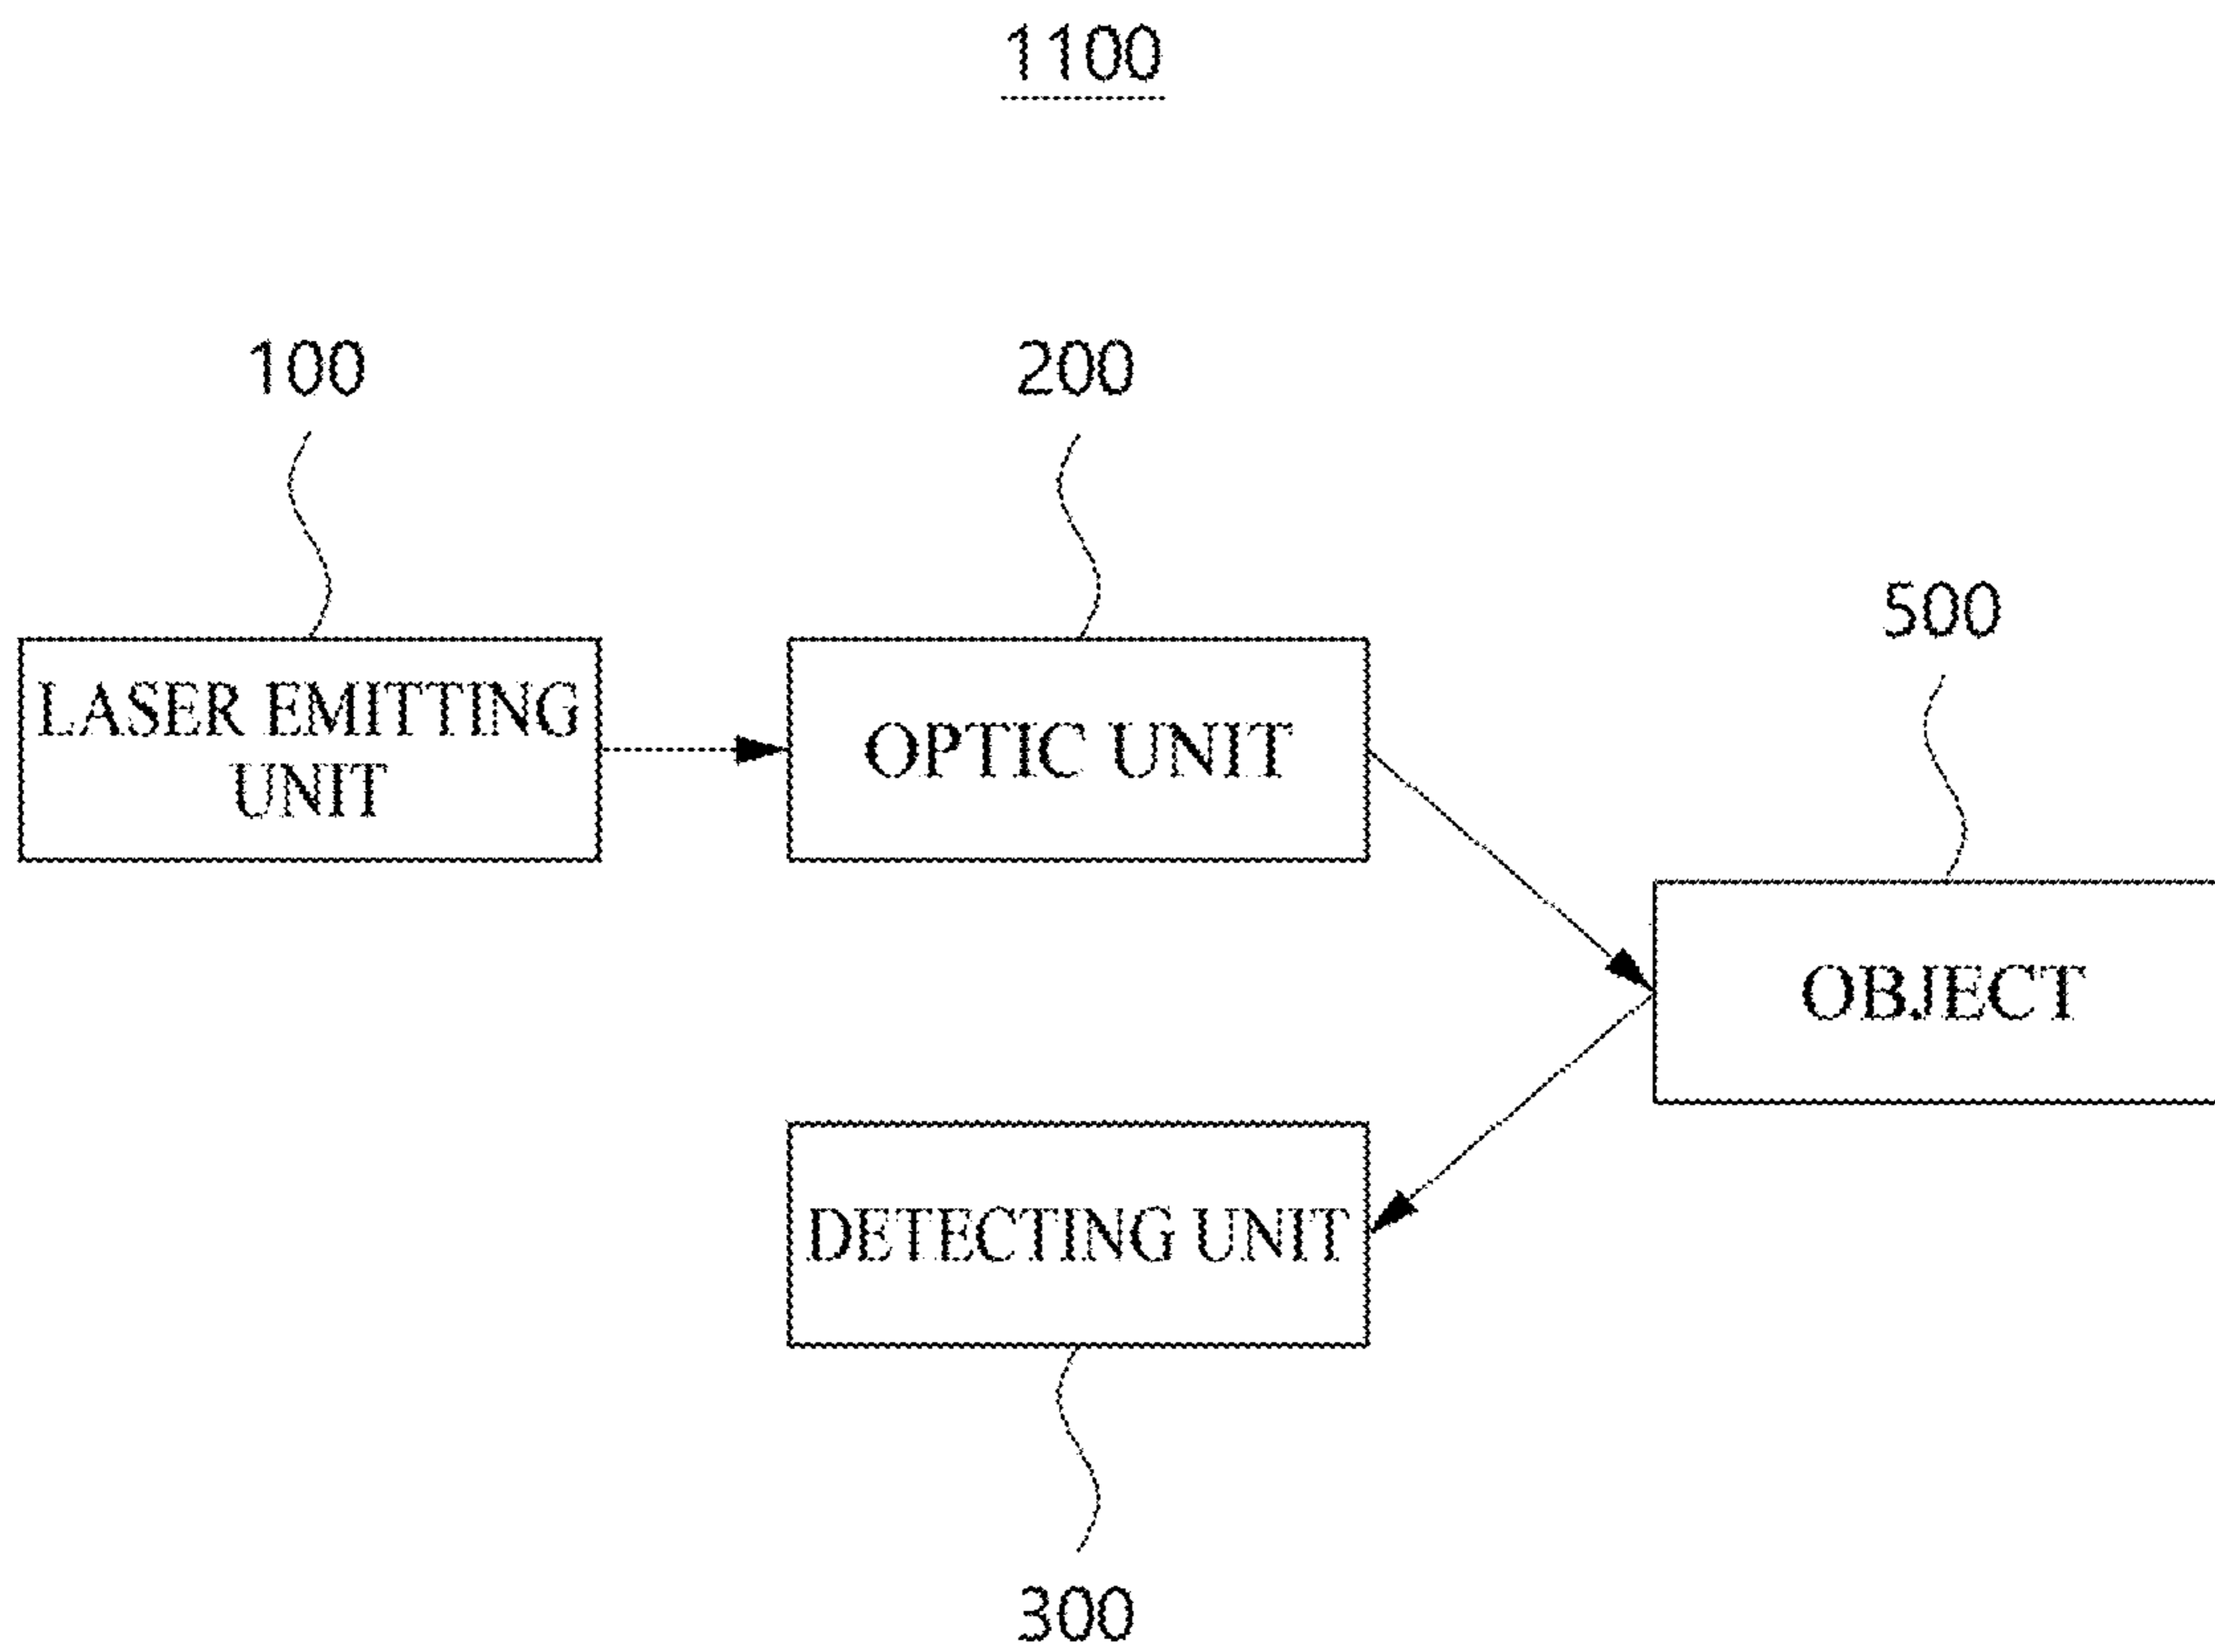 1100
100
200
500
LASER EMITTING
UNIT
OPTIC UNIT
OBJECT
DETECTING UNIT
300